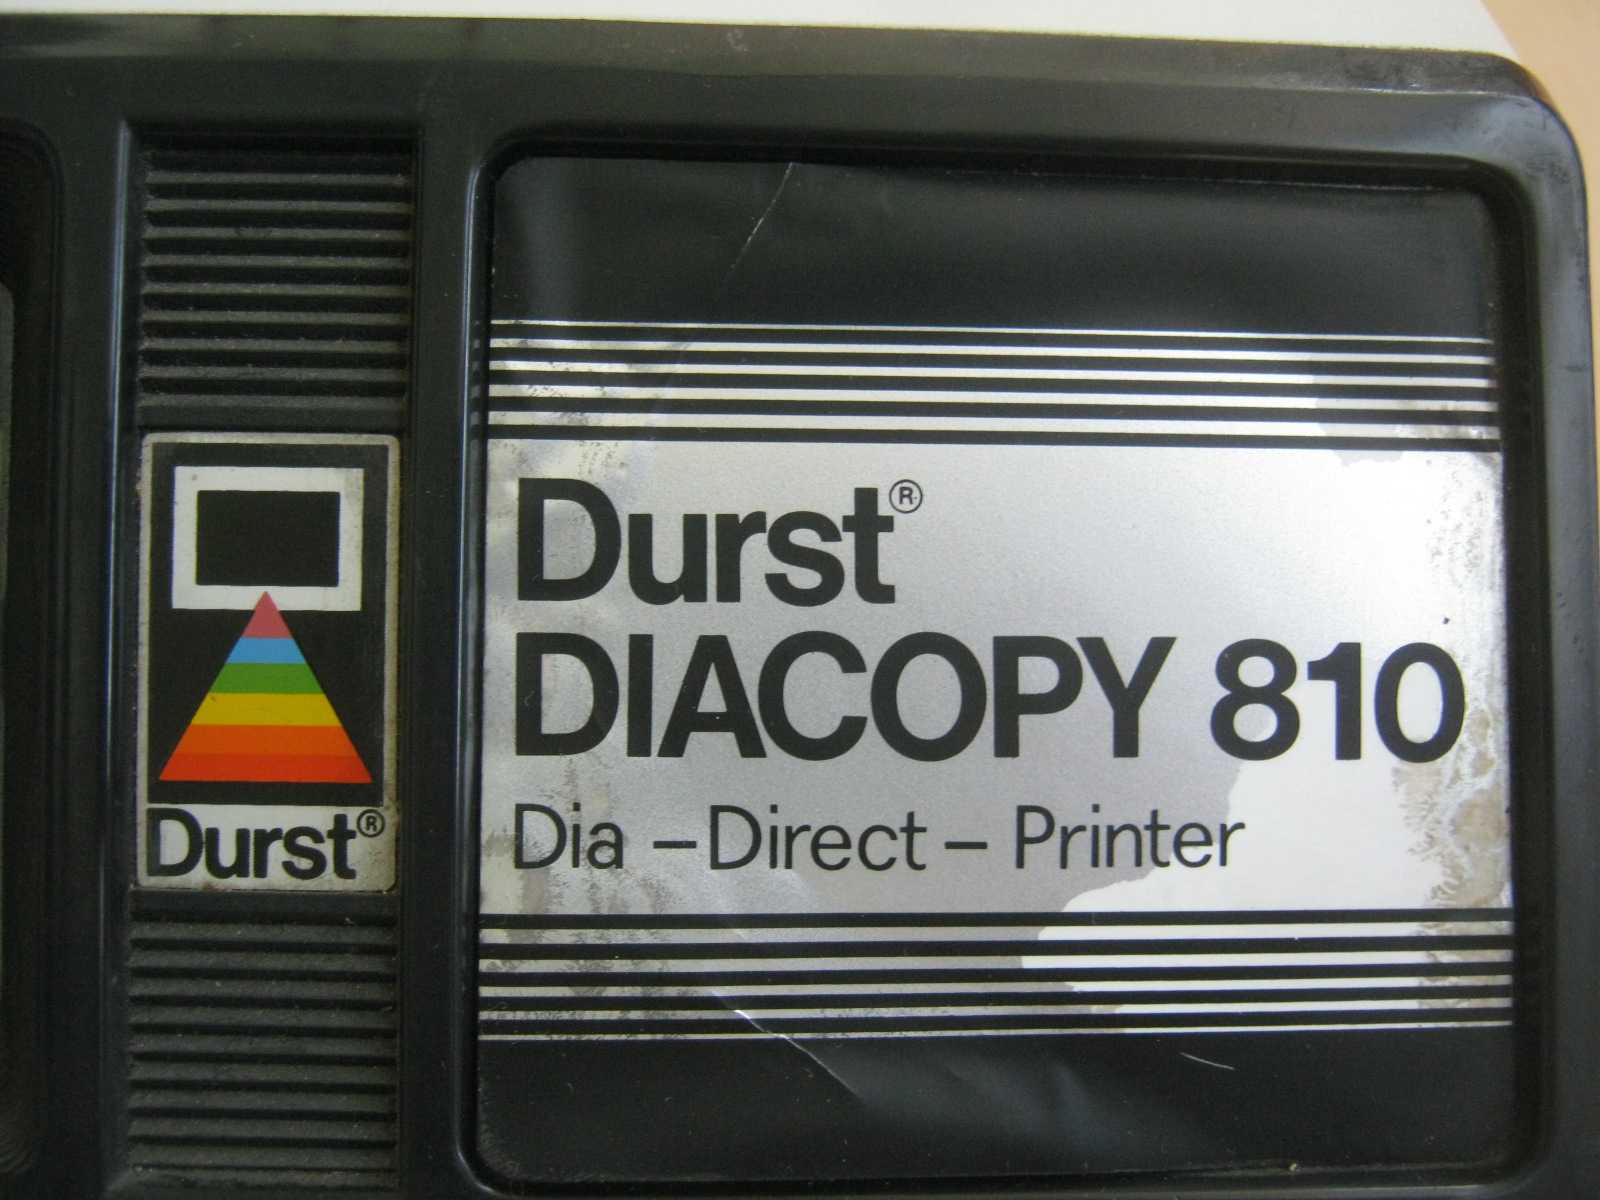 Durst®
DIACOPY 810
Dia – Direct – Printer
Durst®